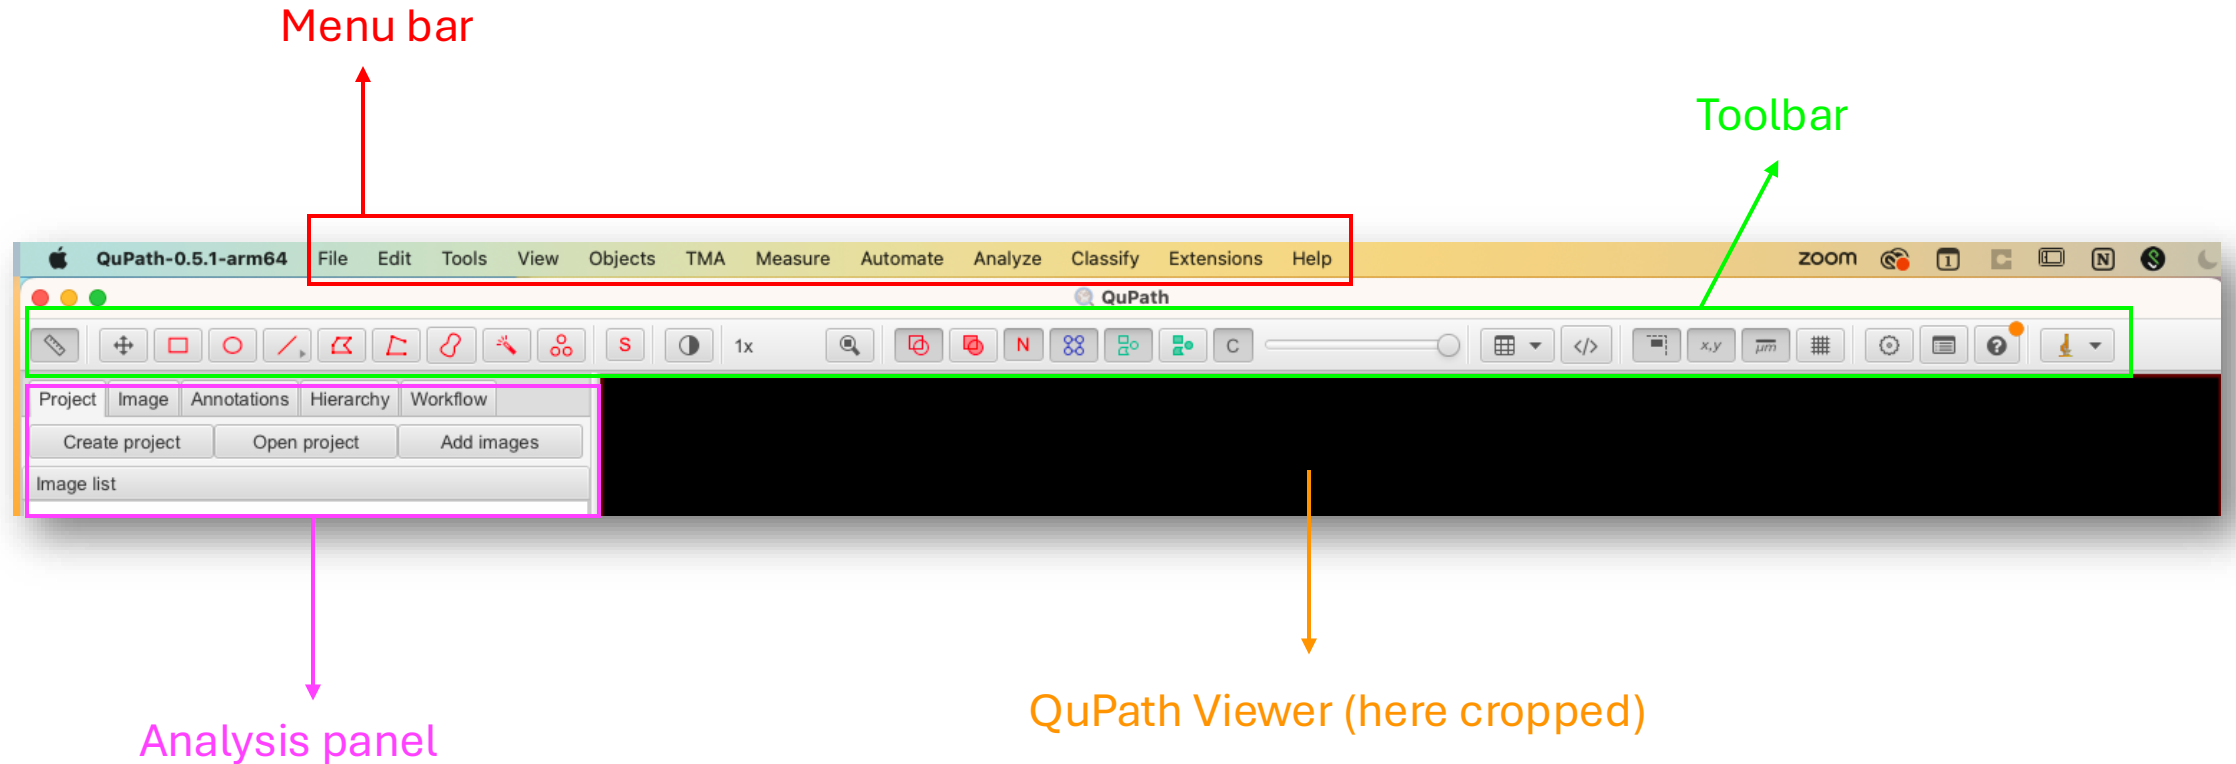 Menu bar
Toolbar
QuPath-0.5.1-arm64 File Edit Tools View Objects TMA Measure Automate Analyze Classify Extensions Help zoom 1 N
QuPath
S 1x N C </> x,y µm ?
Project Image Annotations Hierarchy Workflow
Create project Open project Add images
Image list
QuPath Viewer (here cropped)
Analysis panel